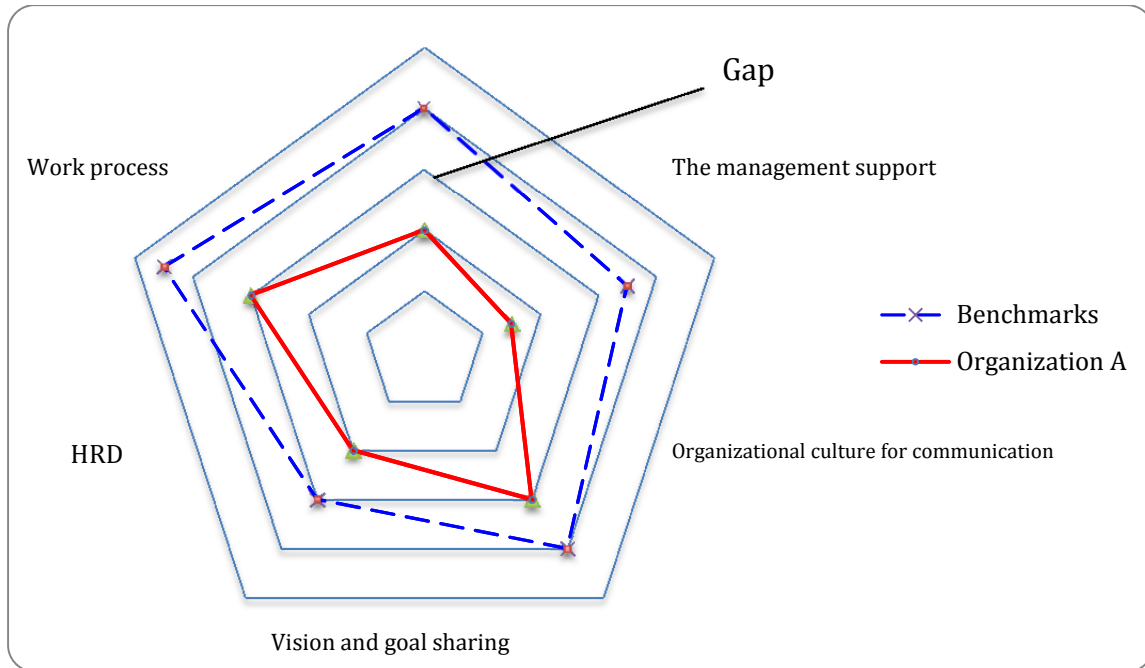 Gap
Work process
The management support
Benchmarks
Organization A
HRD
Organizational culture for communication
Vision and goal sharing